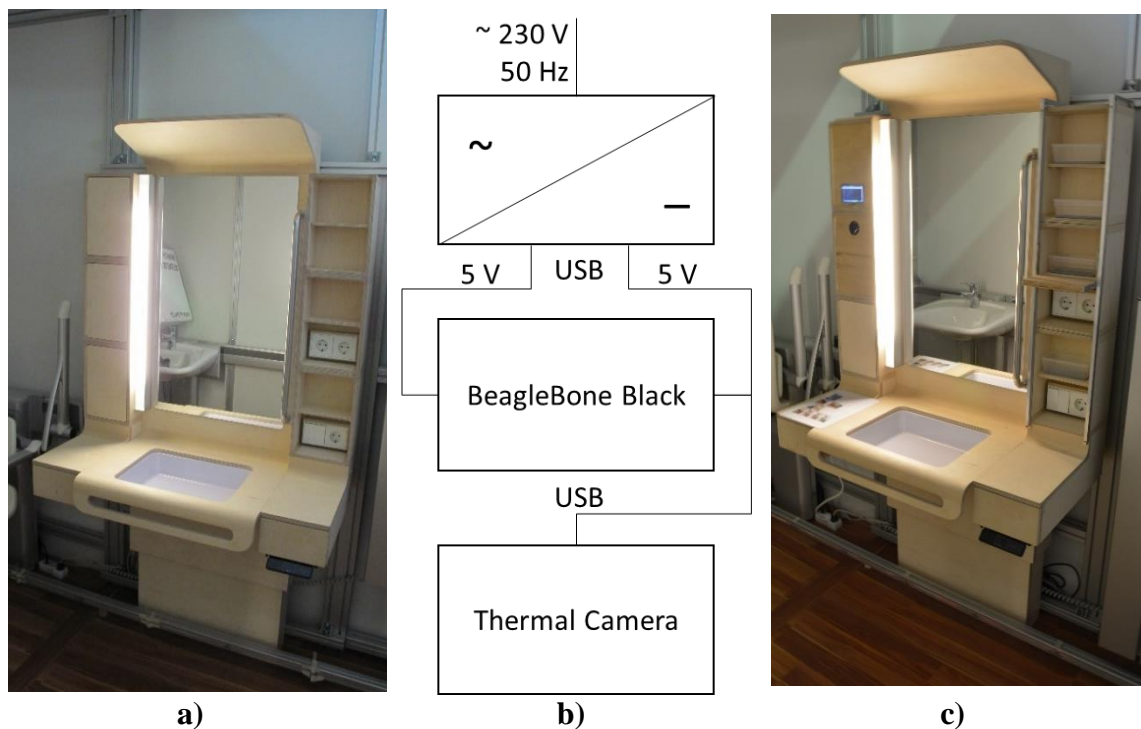 ~ 230 V
50 Hz
~
–
5 V
USB
5 V
BeagleBone Black
USB
Thermal Camera
a)
b)
c)